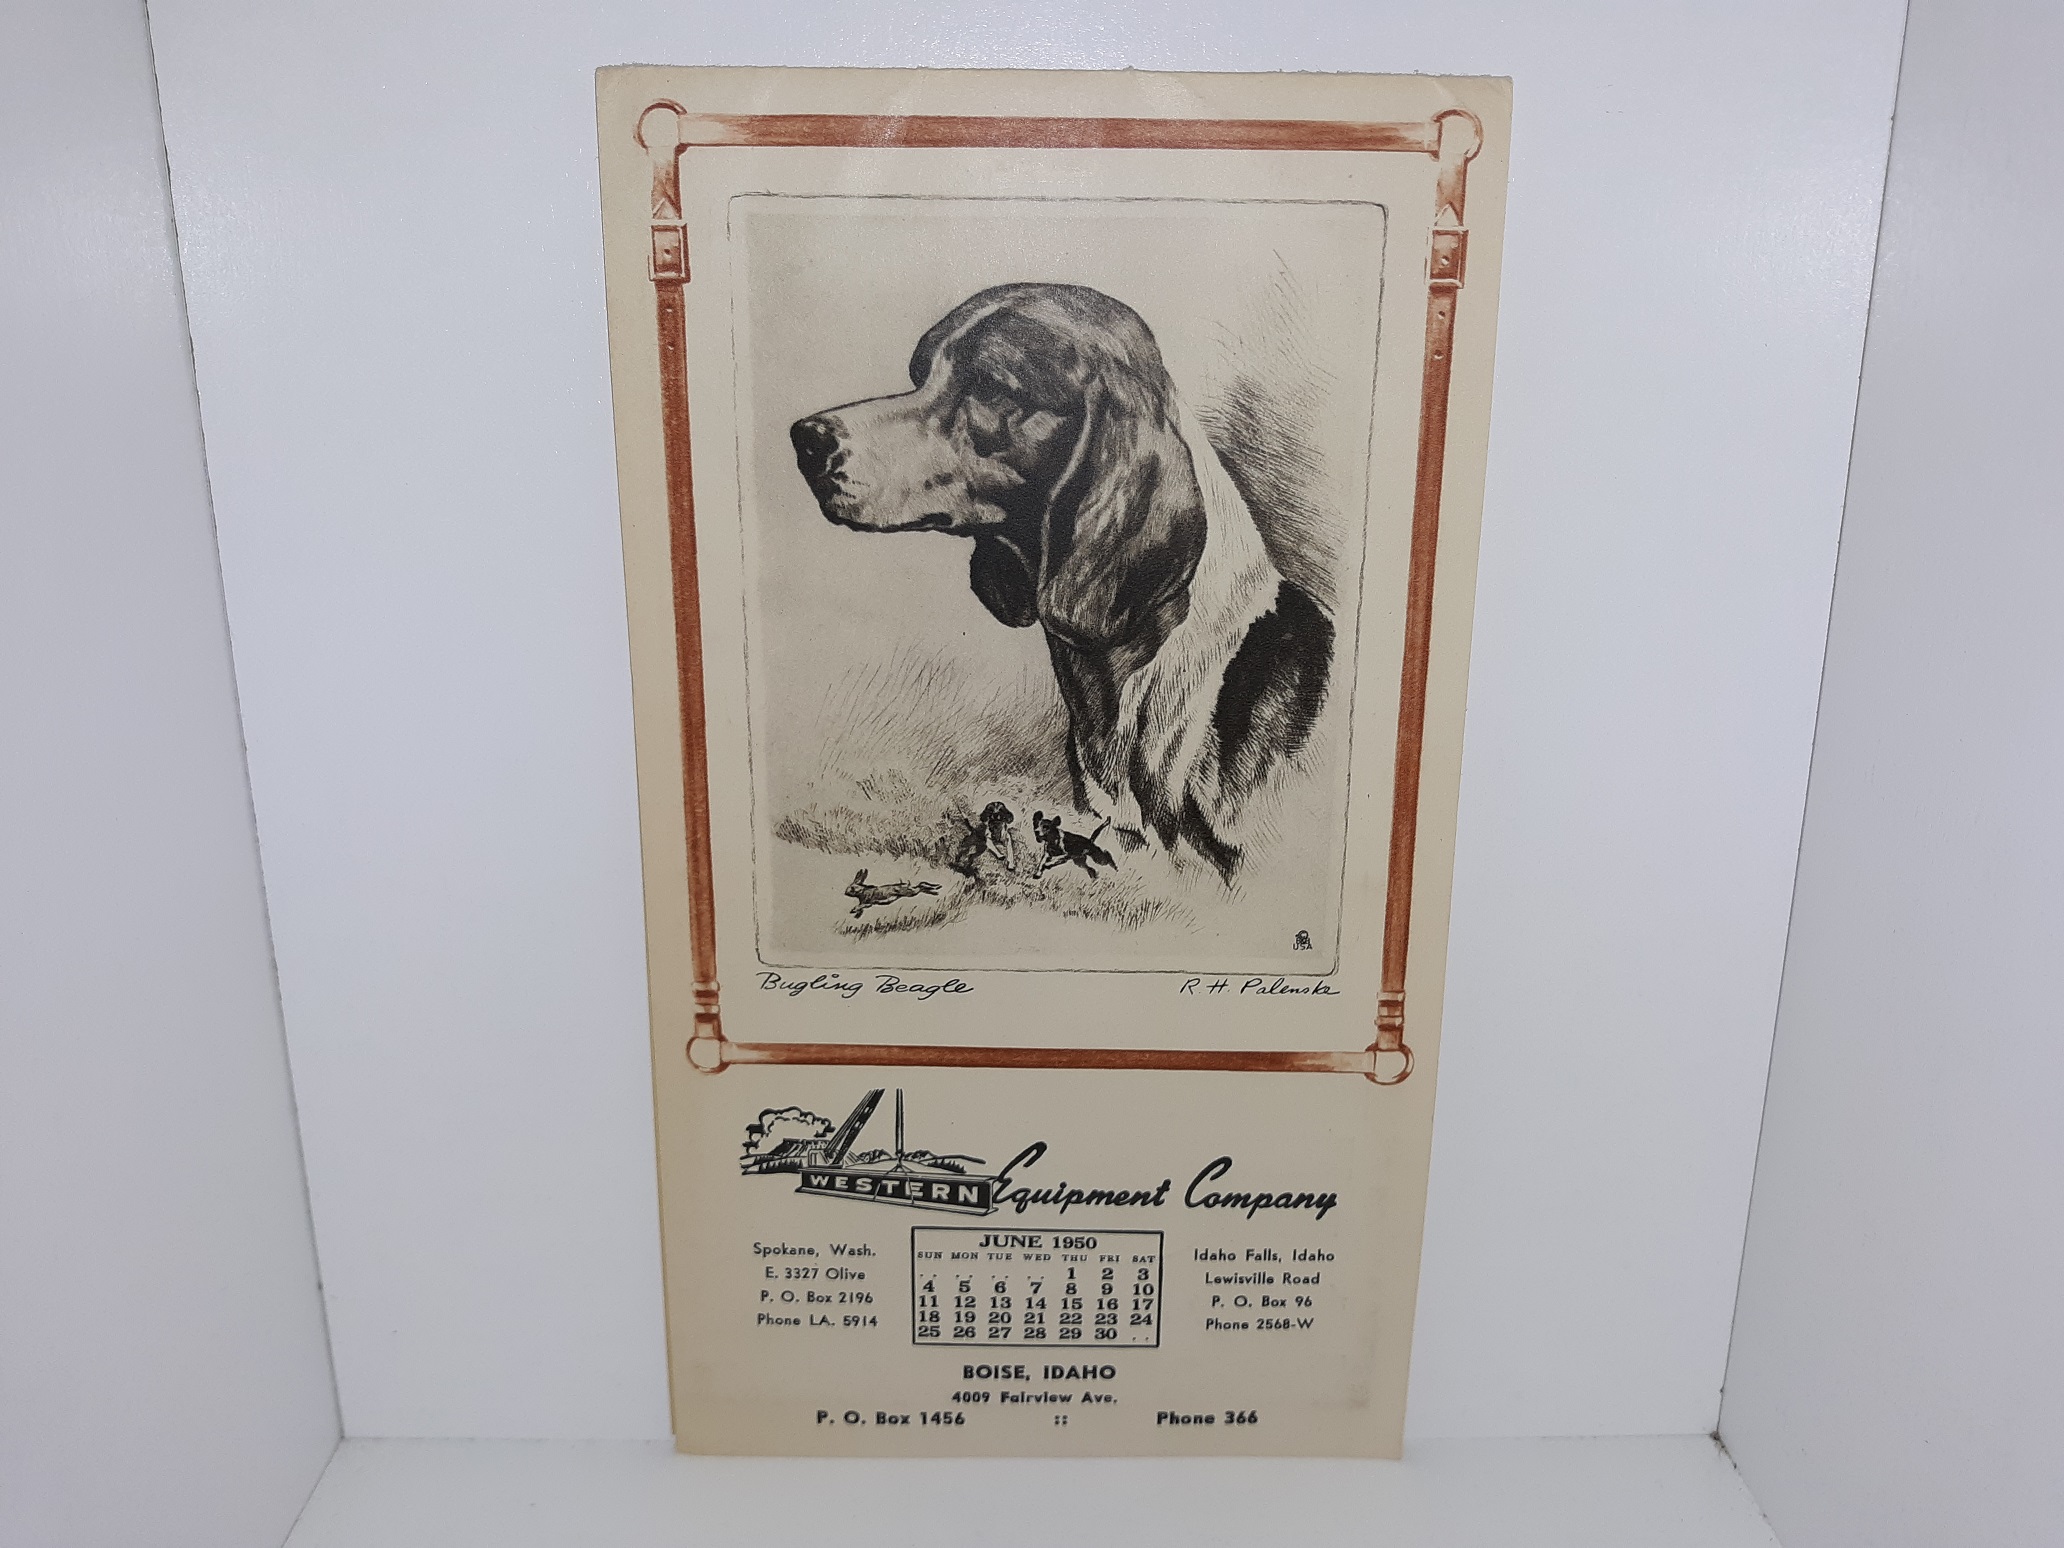 USA
Bugling Beagle
R. H. Palenske
WESTERN Equipment Company
Spokane, Wash.
E. 3327 Olive
P. O. Box 2196
Phone LA. 5914
JUNE 1950
SUN MON TUE WED THU FRI SAT
. . . . . . . . 1 2 3
4 5 6 7 8 9 10
11 12 13 14 15 16 17
18 19 20 21 22 23 24
25 26 27 28 29 30 . .
Idaho Falls, Idaho
Lewisville Road
P. O. Box 96
Phone 2568-W
BOISE, IDAHO
4009 Fairview Ave.
P. O. Box 1456 :: Phone 366